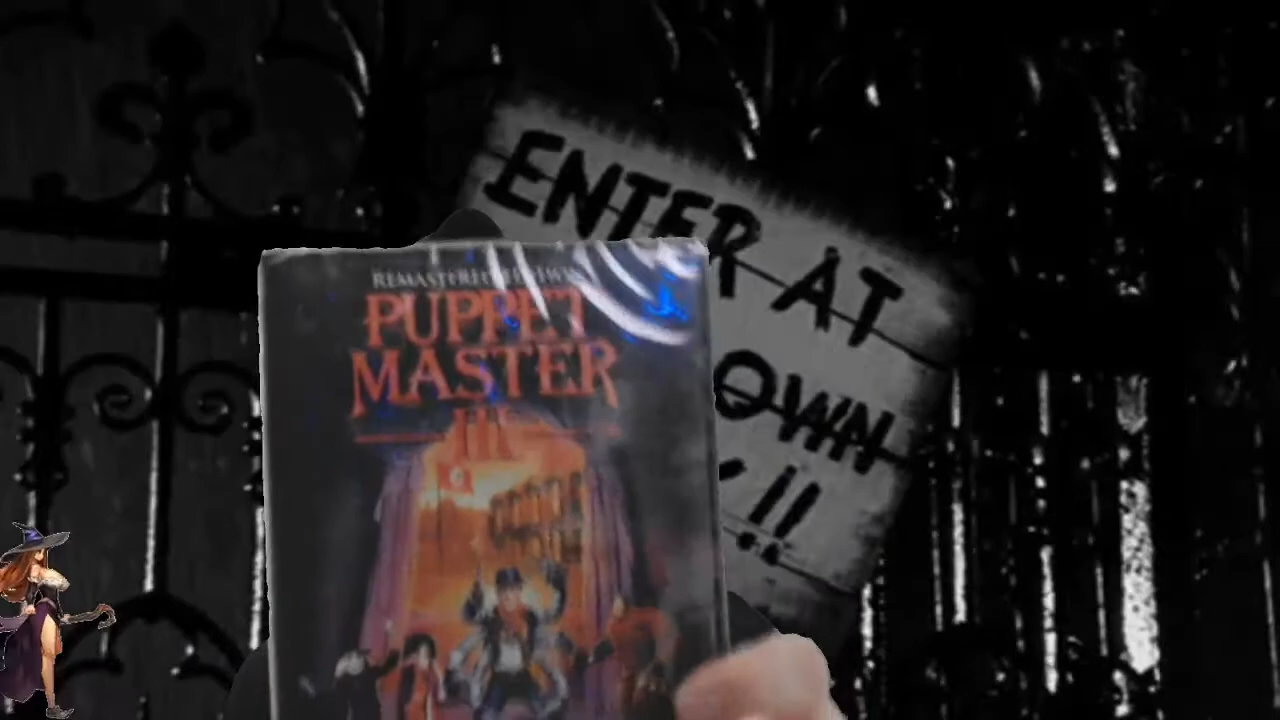 ENTER AT
OWN
!!
REMASTERED
PUPPET
MASTER
III